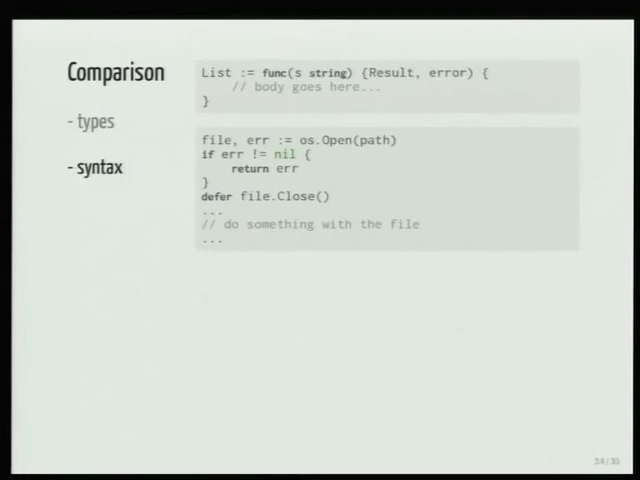 Comparison
- types
- syntax
List := func(s string) {Result, error) {
// body goes here...
}
file, err := os.Open(path)
if err != nil {
return err
}
defer file.Close()
...
// do something with the file
...
24/35